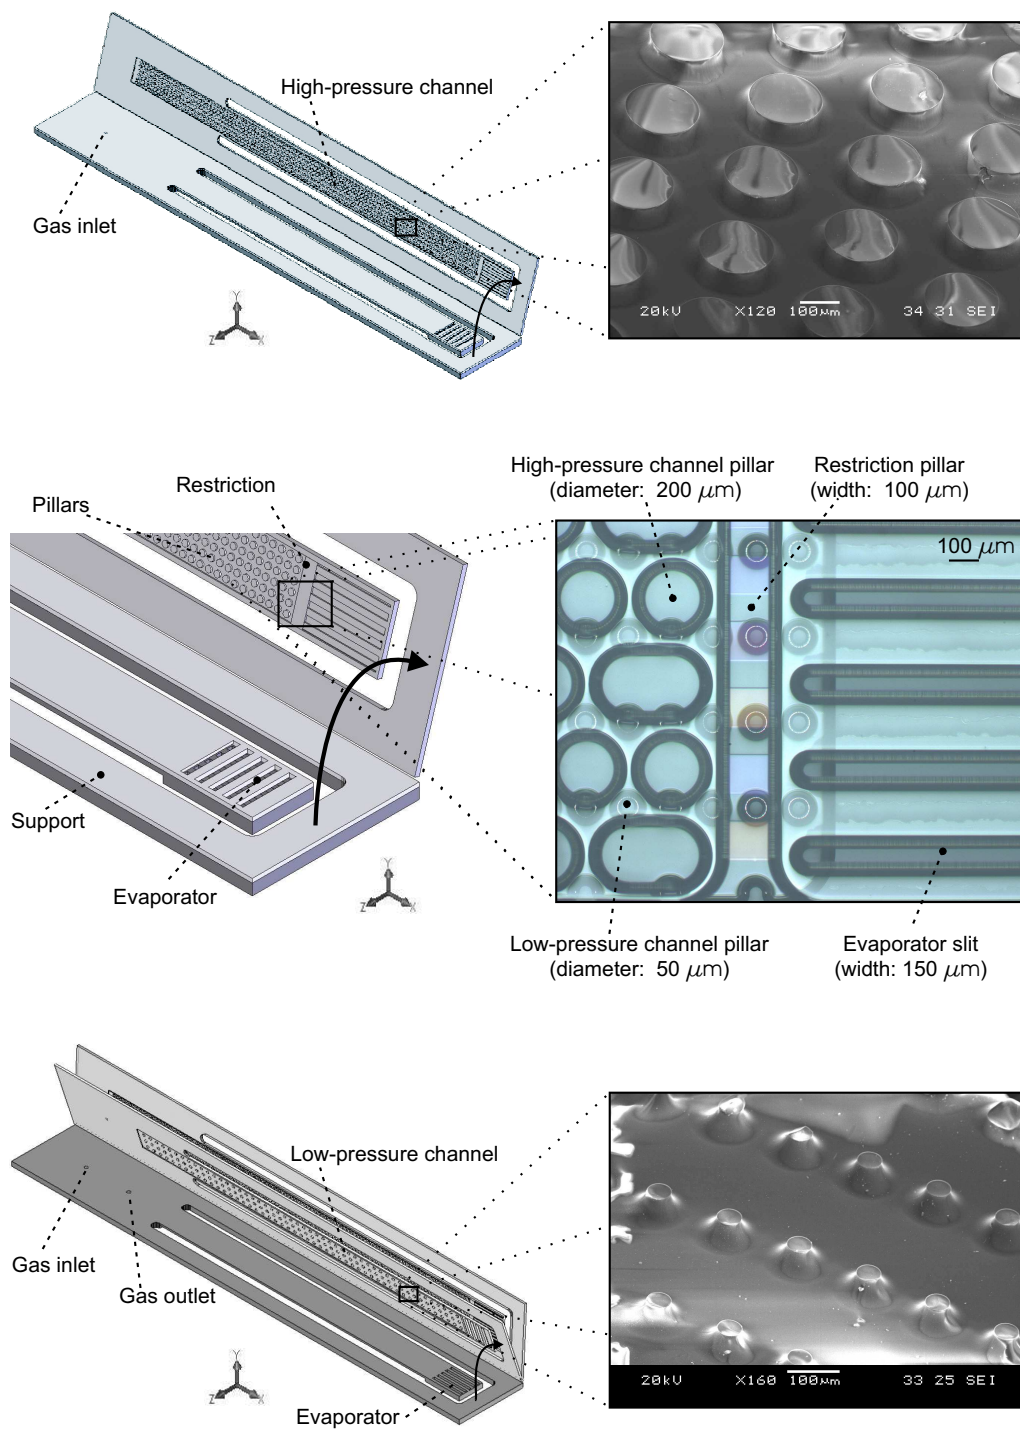 High-pressure channel
Gas inlet
Y
Z
X
20kV X120 100μm 34 31 SEI
High-pressure channel pillar
(diameter: 200 μm)
Restriction pillar
(width: 100 μm)
Restriction
Pillars
100 μm
Support
Evaporator
Y
Z
X
Low-pressure channel pillar
(diameter: 50 μm)
Evaporator slit
(width: 150 μm)
Low-pressure channel
Gas inlet
Gas outlet
Y
Z
X
Evaporator
20kV X160 100μm 33 25 SEI